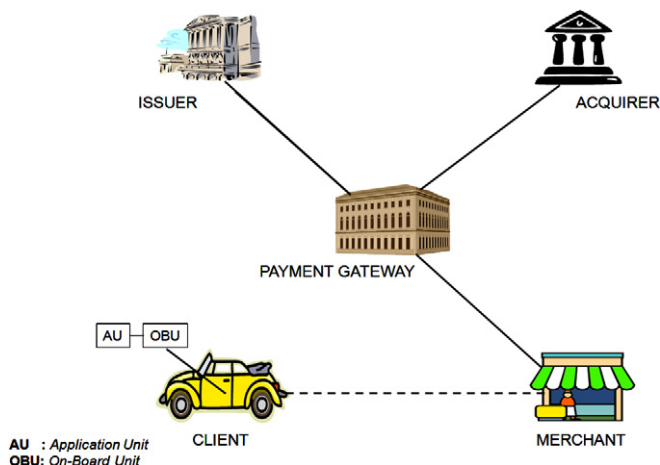 ISSUER
ACQUIRER
PAYMENT GATEWAY
AU
OBU
CLIENT
MERCHANT
AU : Application Unit
OBU: On-Board Unit